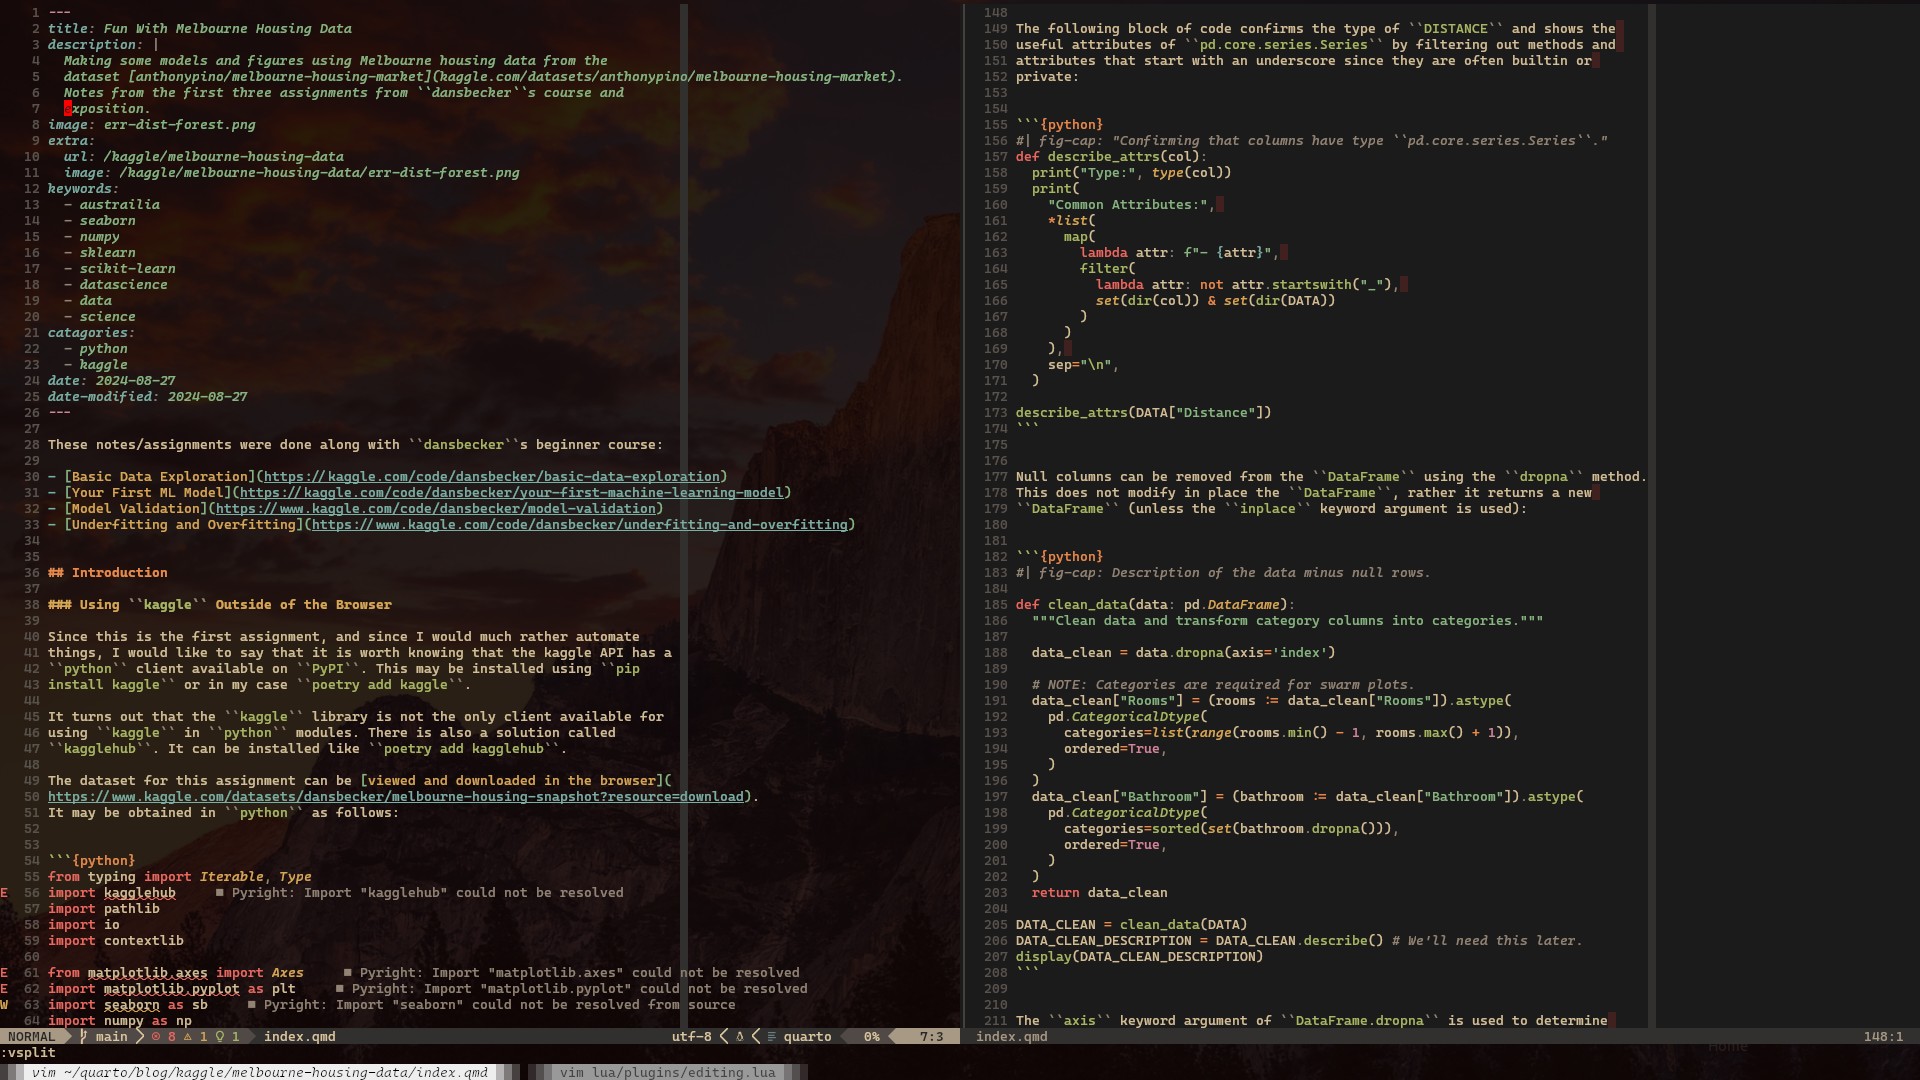 1 ---
2 title: Fun With Melbourne Housing Data
3 description: |
4   Making some models and figures using Melbourne housing data from the
5   dataset [anthonypino/melbourne-housing-market](kaggle.com/datasets/anthonypino/melbourne-housing-market).
6   Notes from the first three assignments from ``dansbecker``s course and
7   exposition.
8 image: err-dist-forest.png
9 extra:
10   url: /kaggle/melbourne-housing-data
11   image: /kaggle/melbourne-housing-data/err-dist-forest.png
12 keywords:
13   - austrailia
14   - seaborn
15   - numpy
16   - sklearn
17   - scikit-learn
18   - datascience
19   - data
20   - science
21 catagories:
22   - python
23   - kaggle
24 date: 2024-08-27
25 date-modified: 2024-08-27
26 ---
27
28 These notes/assignments were done along with ``dansbecker``s beginner course:
29
30 - [Basic Data Exploration](https://kaggle.com/code/dansbecker/basic-data-exploration)
31 - [Your First ML Model](https://kaggle.com/code/dansbecker/your-first-machine-learning-model)
32 - [Model Validation](https://www.kaggle.com/code/dansbecker/model-validation)
33 - [Underfitting and Overfitting](https://www.kaggle.com/code/dansbecker/underfitting-and-overfitting)
34
35
36 ## Introduction
37
38 ### Using ``kaggle`` Outside of the Browser
39
40 Since this is the first assignment, and since I would much rather automate
41 things, I would like to say that it is worth knowing that the kaggle API has a
42 ``python`` client available on ``PyPI``. This may be installed using ``pip
43 install kaggle`` or in my case ``poetry add kaggle``.
44
45 It turns out that the ``kaggle`` library is not the only client available for
46 using ``kaggle`` in ``python`` modules. There is also a solution called
47 ``kagglehub``. It can be installed like ``poetry add kagglehub``.
48
49 The dataset for this assignment can be [viewed and downloaded in the browser](
50 https://www.kaggle.com/datasets/dansbecker/melbourne-housing-snapshot?resource=download).
51 It may be obtained in ``python`` as follows:
52
53
54 ```{python}
55 from typing import Iterable, Type
E 56 import kagglehub     ■ Pyright: Import "kagglehub" could not be resolved
57 import pathlib
58 import io
59 import contextlib
60
E 61 from matplotlib.axes import Axes     ■ Pyright: Import "matplotlib.axes" could not be resolved
E 62 import matplotlib.pyplot as plt     ■ Pyright: Import "matplotlib.pyplot" could not be resolved
W 63 import seaborn as sb     ■ Pyright: Import "seaborn" could not be resolved from source
64 import numpy as np
NORMAL main 8 1 1 index.qmd utf-8 quarto 0% 7:3
148
149 The following block of code confirms the type of ``DISTANCE`` and shows the
150 useful attributes of ``pd.core.series.Series`` by filtering out methods and
151 attributes that start with an underscore since they are often builtin or
152 private:
153
154
155 ```{python}
156 #| fig-cap: "Confirming that columns have type ``pd.core.series.Series``."
157 def describe_attrs(col):
158   print("Type:", type(col))
159   print(
160     "Common Attributes:",
161     *list(
162       map(
163         lambda attr: f"- {attr}",
164         filter(
165           lambda attr: not attr.startswith("_"),
166           set(dir(col)) & set(dir(DATA))
167         )
168       )
169     ),
170     sep="\n",
171   )
172
173 describe_attrs(DATA["Distance"])
174 ```
175
176
177 Null columns can be removed from the ``DataFrame`` using the ``dropna`` method.
178 This does not modify in place the ``DataFrame``, rather it returns a new
179 ``DataFrame`` (unless the ``inplace`` keyword argument is used):
180
181
182 ```{python}
183 #| fig-cap: Description of the data minus null rows.
184
185 def clean_data(data: pd.DataFrame):
186   """Clean data and transform category columns into categories."""
187
188   data_clean = data.dropna(axis='index')
189
190   # NOTE: Categories are required for swarm plots.
191   data_clean["Rooms"] = (rooms := data_clean["Rooms"]).astype(
192     pd.CategoricalDtype(
193       categories=list(range(rooms.min() - 1, rooms.max() + 1)),
194       ordered=True,
195     )
196   )
197   data_clean["Bathroom"] = (bathroom := data_clean["Bathroom"]).astype(
198     pd.CategoricalDtype(
199       categories=sorted(set(bathroom.dropna())),
200       ordered=True,
201     )
202   )
203   return data_clean
204
205 DATA_CLEAN = clean_data(DATA)
206 DATA_CLEAN_DESCRIPTION = DATA_CLEAN.describe() # We'll need this later.
207 display(DATA_CLEAN_DESCRIPTION)
208 ```
209
210
211 The ``axis`` keyword argument of ``DataFrame.dropna`` is used to determine
index.qmd 148:1
Home
:vsplit
vim ~/quarto/blog/kaggle/melbourne-housing-data/index.qmd vim lua/plugins/editing.lua